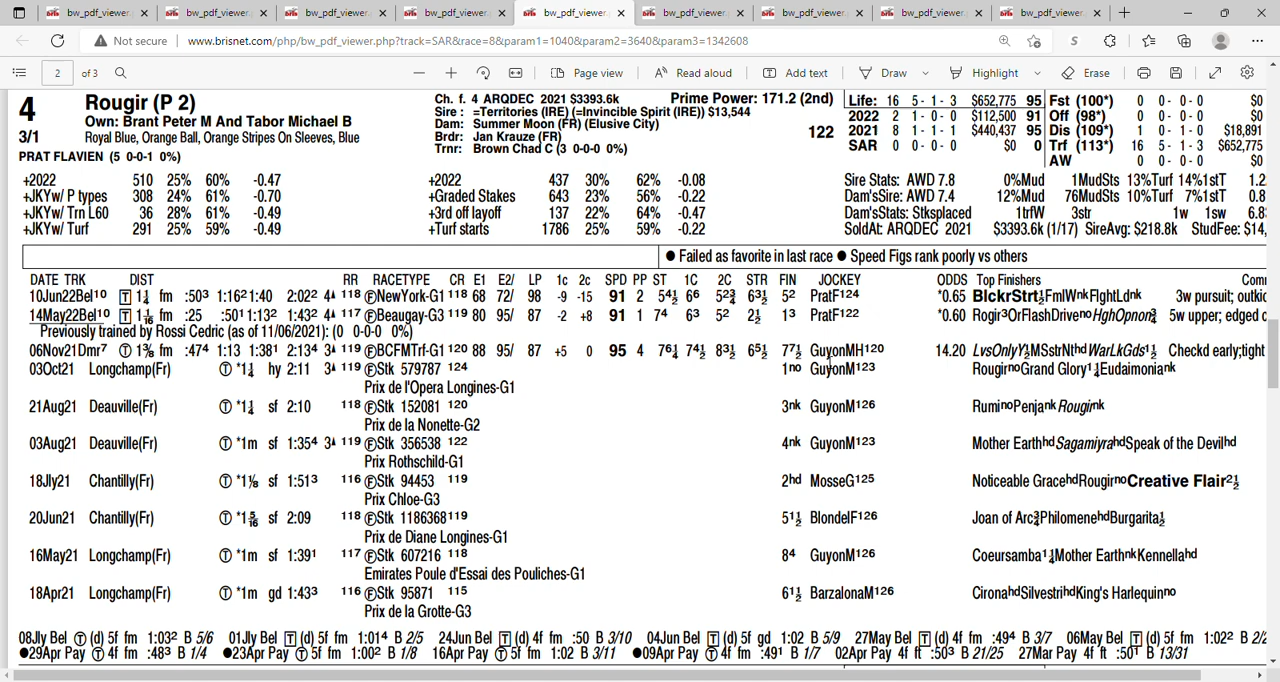 bw_pdf_viewer. bw_pdf_viewer. bw_pdf_viewer. bw_pdf_viewer. bw_pdf_viewer. bw_pdf_viewer. bw_pdf_viewer. bw_pdf_viewer. bw_pdf_viewer.
Not secure www.brisnet.com/php/bw_pdf_viewer.php?track=SAR&race=8&param1=1040&param2=3640&param3=1342608
2 of 3 Page view Read aloud Add text Draw Highlight Erase
4 Rougir (P 2) Ch. f. 4 ARQDEC 2021 $3393.6k Prime Power: 171.2 (2nd) Life: 16 5- 1- 3 $652,775 95 Fst (100*) 0 0- 0- 0 $0
Own: Brant Peter M And Tabor Michael B Sire : =Territories (IRE) (=Invincible Spirit (IRE)) $13,544 2022 2 1- 0- 0 $112,500 91 Off (98*) 0 0- 0- 0 $0
3/1 Royal Blue, Orange Ball, Orange Stripes On Sleeves, Blue Dam: Summer Moon (FR) (Elusive City) 122 2021 8 1- 1- 1 $440,437 95 Dis (109*) 1 0- 1- 0 $18,891
Brdr: Jan Krauze (FR) SAR 0 0- 0- 0 $0 0 Trf (113*) 16 5- 1- 3 $652,775
PRAT FLAVIEN (5 0-0-1 0%) Trnr: Brown Chad C (3 0-0-0 0%) AW 0 0- 0- 0 $0
+2022 510 25% 60% -0.47 +2022 437 30% 62% -0.08 Sire Stats: AWD 7.8 0%Mud 1MudSts 13%Turf 14%1stT 1.2
+JKYw/ P types 308 24% 61% -0.70 +Graded Stakes 643 23% 56% -0.22 Dam'sSire: AWD 7.4 12%Mud 76MudSts 10%Turf 7%1stT 0.8
+JKYw/ Trn L60 36 28% 61% -0.49 +3rd off layoff 137 22% 64% -0.47 Dam'sStats: Stksplaced 1trfW 3str 1w 1sw 6.8
+JKYw/ Turf 291 25% 59% -0.49 +Turf starts 1786 25% 59% -0.22 SoldAt: ARQDEC 2021 $3393.6k (1/17) SireAvg: $218.8k StudFee: $14,
● Failed as favorite in last race ● Speed Figs rank poorly vs others
DATE TRK DIST RR RACETYPE CR E1 E2/ LP 1c 2c SPD PP ST 1C 2C STR FIN JOCKEY ODDS Top Finishers Com
10Jun22Bel¹⁰ T 1¼ fm :50³ 1:16²1:40 2:02² 4▲ 118 ⒻNewYork-G1 118 68 72/ 98 -9 -15 91 2 54½ 6⁶ 52¾ 63½ 5² PratF¹²⁴ *0.65 BlckrStrt½FmlWnkFlghtLdnk 3w pursuit; outkic
14May22Bel¹⁰ T 1 1/16 fm :25 :50¹ 1:13² 1:43² 4▲ 119 ⒻBeaugay-G3 119 80 95/ 87 -2 +8 91 1 7⁴ 6³ 5² 2½ 1³ PratF¹²² *0.60 Rogir³OrFlashDrivenoHghOpnon¾ 5w upper; edged c
Previously trained by Rossi Cedric (as of 11/06/2021): (0 0-0-0 0%)
06Nov21Dmr⁷ Ⓣ 1⅜ fm :47⁴ 1:13 1:38¹ 2:13⁴ 3▲ 119 ⒻBCFMTrf-G1 120 88 95/ 87 +5 0 95 4 76¼ 74½ 83½ 65½ 77½ GuyonMH¹²⁰ 14.20 LvsOnlyY½MSstrNthdWarLkGds1½ Checkd early;tight
03Oct21 Longchamp(Fr) Ⓣ *1¼ hy 2:11 3▲ 119 ⒻStk 579787 124 1no GuyonM¹²³ RougirnoGrand Glory1¼Eudaimoniank
Prix de l'Opera Longines-G1
21Aug21 Deauville(Fr) Ⓣ *1¼ sf 2:10 118 ⒻStk 152081 120 3nk GuyonM¹²⁶ RuminoPenjankRougirnk
Prix de la Nonette-G2
03Aug21 Deauville(Fr) Ⓣ *1m sf 1:35⁴ 3▲ 119 ⒻStk 356538 122 4nk GuyonM¹²³ Mother EarthhdSagamiyrahdSpeak of the Devilhd
Prix Rothschild-G1
18Jly21 Chantilly(Fr) Ⓣ *1⅛ sf 1:51³ 116 ⒻStk 94453 119 2hd MosseG¹²⁵ Noticeable GracehdRougirnoCreative Flair2½
Prix Chloe-G3
20Jun21 Chantilly(Fr) Ⓣ *1 5/16 sf 2:09 118 ⒻStk 1186368 119 51½ BlondelF¹²⁶ Joan of Arc¾PhilomenehdBurgarita½
Prix de Diane Longines-G1
16May21 Longchamp(Fr) Ⓣ *1m sf 1:39¹ 117 ⒻStk 607216 118 8⁴ GuyonM¹²⁶ Coeursamba1¼Mother EarthnkKennellahd
Emirates Poule d'Essai des Pouliches-G1
18Apr21 Longchamp(Fr) Ⓣ *1m gd 1:43³ 116 ⒻStk 95871 115 61½ BarzalonaM¹²⁶ CironahdSilvestrihdKing's Harlequinno
Prix de la Grotte-G3
08Jly Bel Ⓣ (d) 5f fm 1:03² B 5/6 01Jly Bel T (d) 5f fm 1:01⁴ B 2/5 24Jun Bel T (d) 4f fm :50 B 3/10 04Jun Bel T (d) 5f gd 1:02 B 5/9 27May Bel T (d) 4f fm :49⁴ B 3/7 06May Bel T (d) 5f fm 1:02² B 2/2
●29Apr Pay Ⓣ 4f fm :48³ B 1/4 ●23Apr Pay Ⓣ 5f fm 1:00² B 1/8 16Apr Pay Ⓣ 5f fm 1:02 B 3/11 ●09Apr Pay Ⓣ 4f fm :49¹ B 1/7 02Apr Pay 4f ft :50³ B 21/25 27Mar Pay 4f ft :50¹ B 13/31